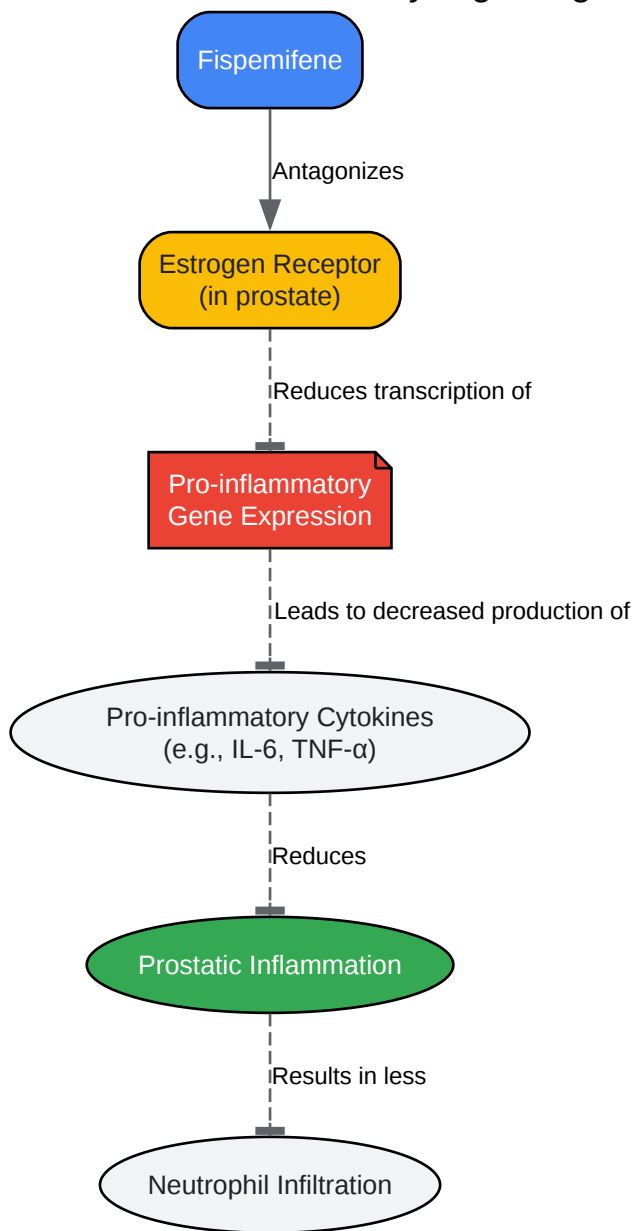 Fispemifene
Antagonizes
Estrogen Receptor
(in prostate)
Reduces transcription of
Pro-inflammatory
Gene Expression
Leads to decreased production of
Pro-inflammatory Cytokines
(e.g., IL-6, TNF-α)
Reduces
Prostatic Inflammation
Results in less
Neutrophil Infiltration